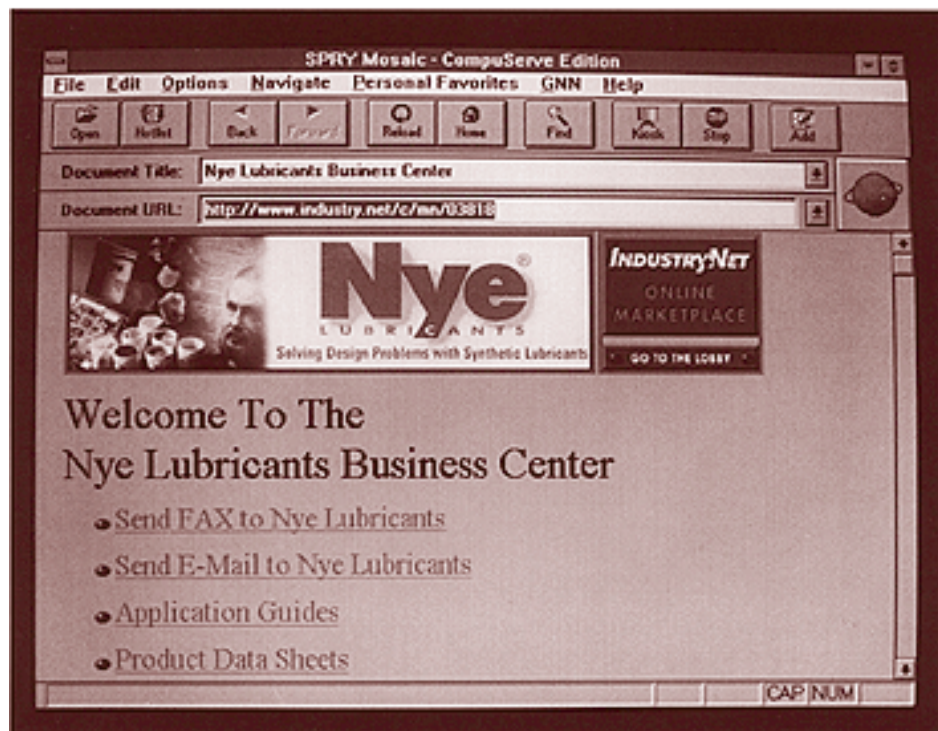 SPRY Mosaic - CompuServe Edition
File Edit Options Navigate Personal Favorites GNN Help
Open Hotlist Back Forward Reload Home Find Kiosk Stop Add
Document Title: Nye Lubricants Business Center
Document URL: http://www.industry.net/c/mn/03818
Nye®
LUBRICANTS
Solving Design Problems with Synthetic Lubricants
INDUSTRY.NET
ONLINE
MARKETPLACE
GO TO THE LOBBY
Welcome To The
Nye Lubricants Business Center
Send FAX to Nye Lubricants
Send E-Mail to Nye Lubricants
Application Guides
Product Data Sheets
CAP NUM